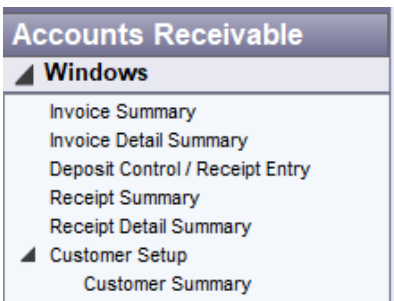 Accounts Receivable
Windows
Invoice Summary
Invoice Detail Summary
Deposit Control / Receipt Entry
Receipt Summary
Receipt Detail Summary
Customer Setup
Customer Summary